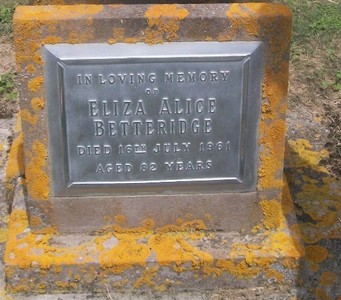 IN LOVING MEMORY
OF
ELIZA ALICE
BETTERIDGE
DIED 16TH JULY 1961
AGED 82 YEARS